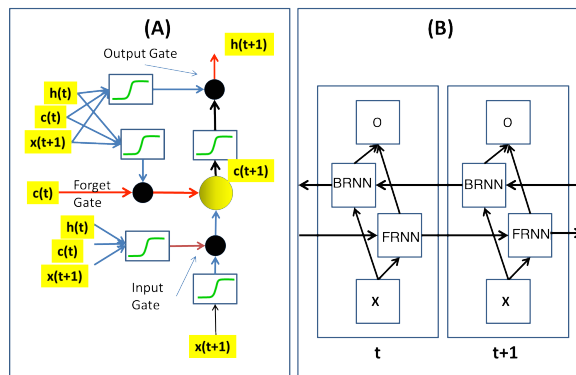 (A)
Output Gate
h(t+1)
h(t)
c(t)
x(t+1)
c(t+1)
c(t)
Forget
Gate
h(t)
c(t)
x(t+1)
Input
Gate
x(t+1)
(B)
O
O
BRNN
BRNN
FRNN
FRNN
X
X
t
t+1